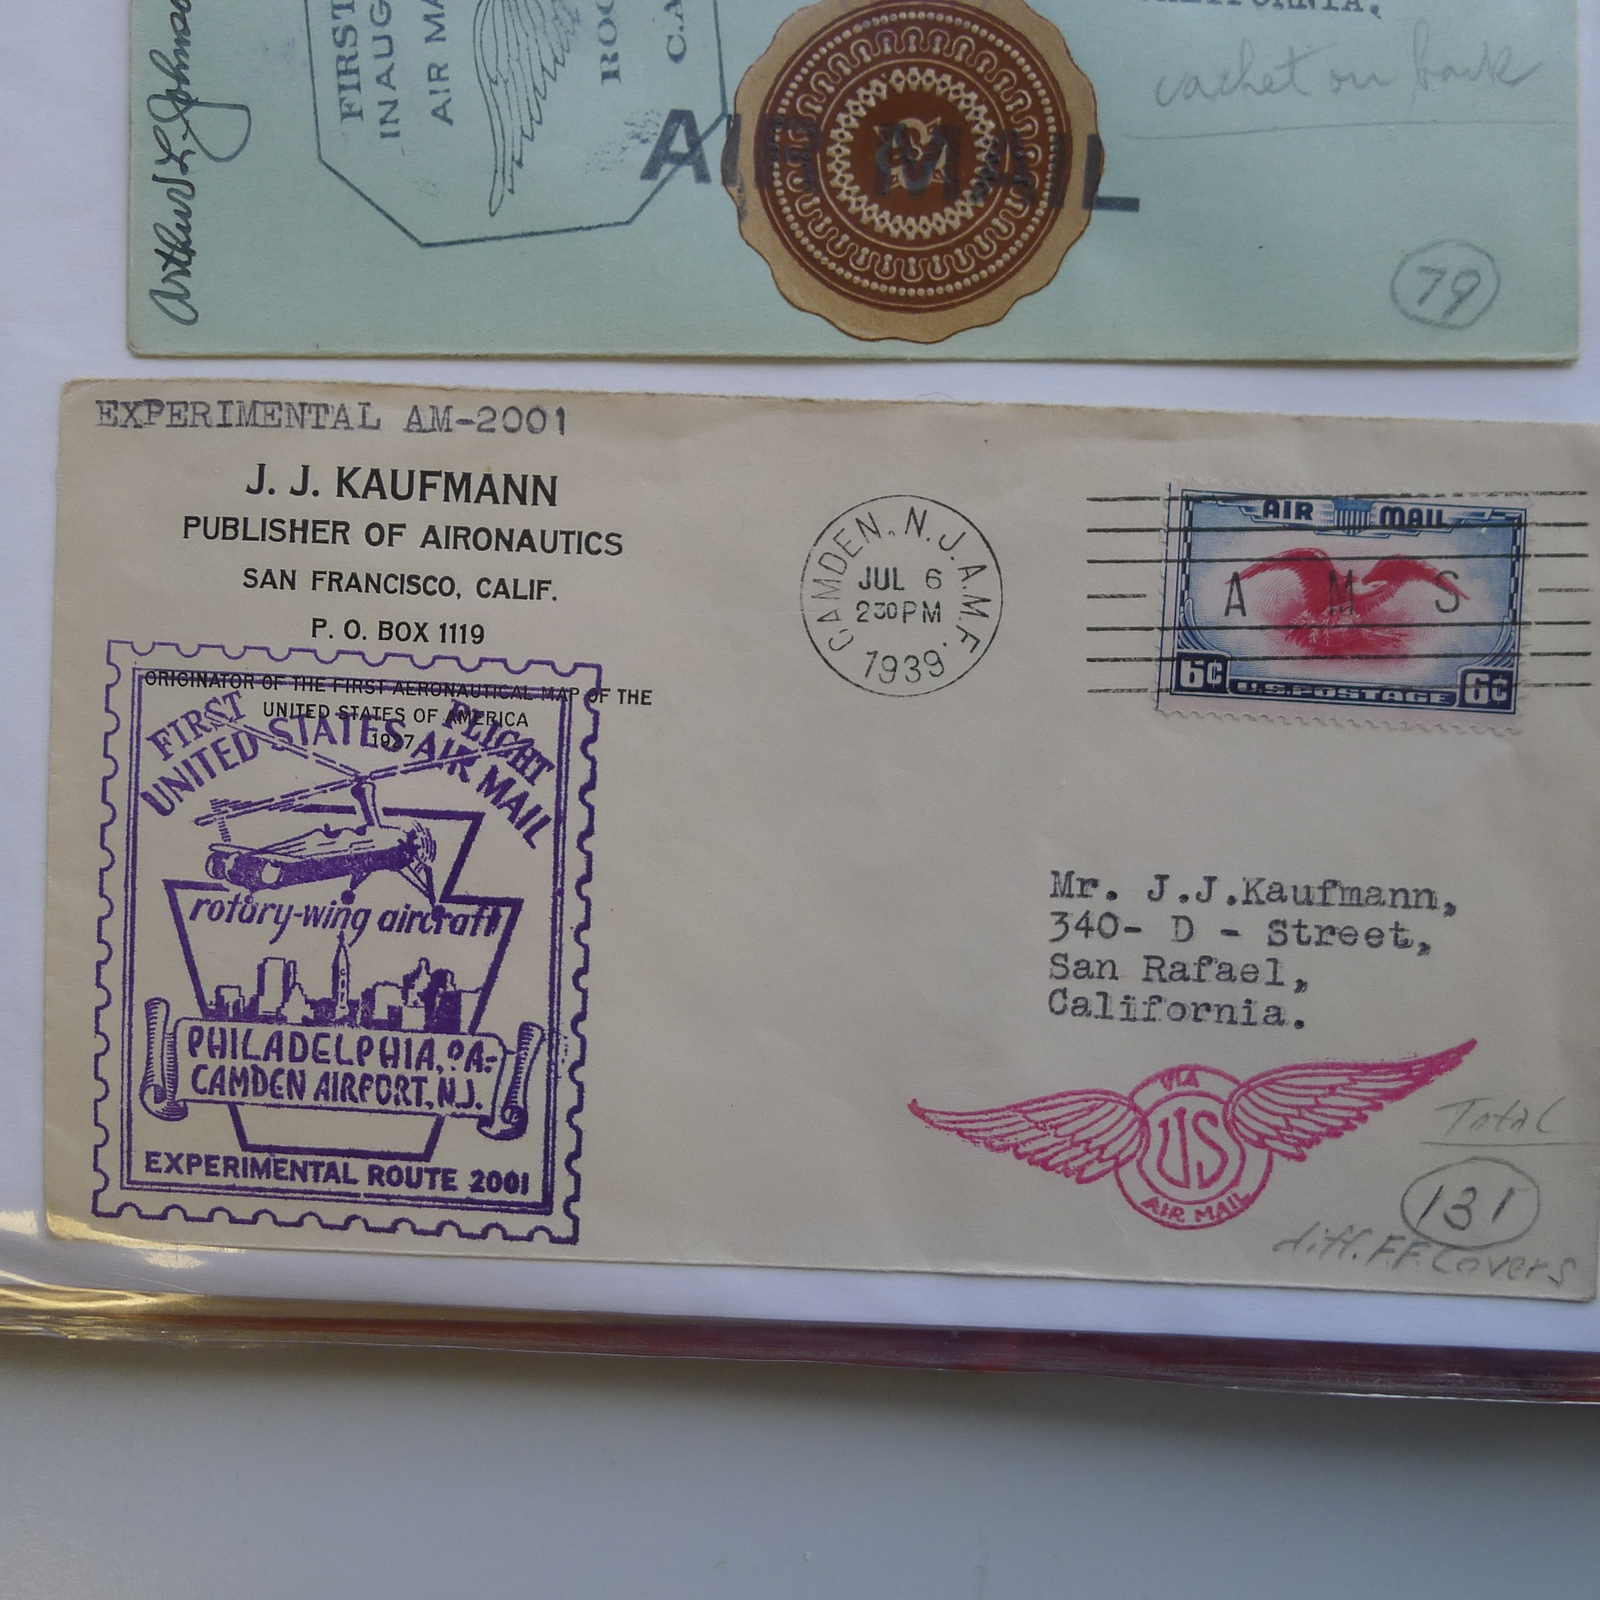 Arthur L. Johnson
FIRST
INAUG
AIR MA
ROC
C.A
CALIFORNIA.
cachet on back
AIR MAIL
79
EXPERIMENTAL AM-2001
J. J. KAUFMANN
PUBLISHER OF AIRONAUTICS
SAN FRANCISCO, CALIF.
P. O. BOX 1119
ORIGINATOR OF THE FIRST AERONAUTICAL MAP OF THE
UNITED STATES OF AMERICA
1927
FIRST FLIGHT
UNITED STATES AIR MAIL
rotary-wing aircraft
PHILADELPHIA, PA-
CAMDEN AIRPORT, N.J.
EXPERIMENTAL ROUTE 2001
CAMDEN, N.J. A.M.F.
JUL 6
230 PM
1939
AIR MAIL
A M S
6¢ U.S. POSTAGE 6¢
Mr. J.J.Kaufmann,
340- D - Street,
San Rafael,
California.
VIA
US
AIR MAIL
Total
131
diff. F.F. Covers